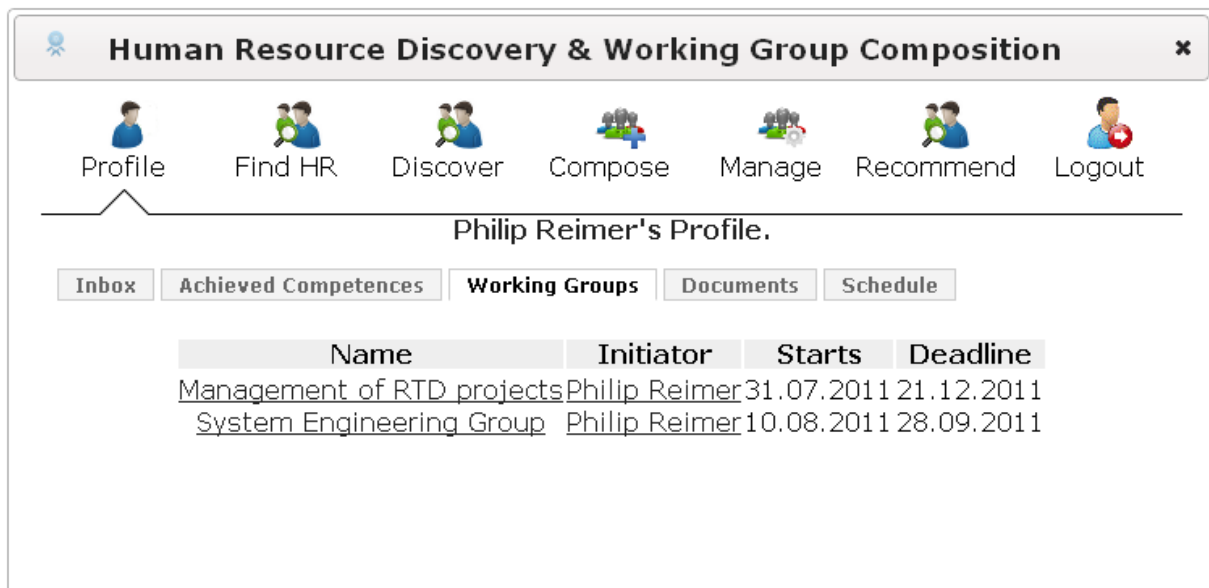 Human Resource Discovery & Working Group Composition
Profile Find HR Discover Compose Manage Recommend Logout
Philip Reimer's Profile.
Inbox Achieved Competences Working Groups Documents Schedule
Name Initiator Starts Deadline
Management of RTD projects Philip Reimer 31.07.2011 21.12.2011
System Engineering Group Philip Reimer 10.08.2011 28.09.2011